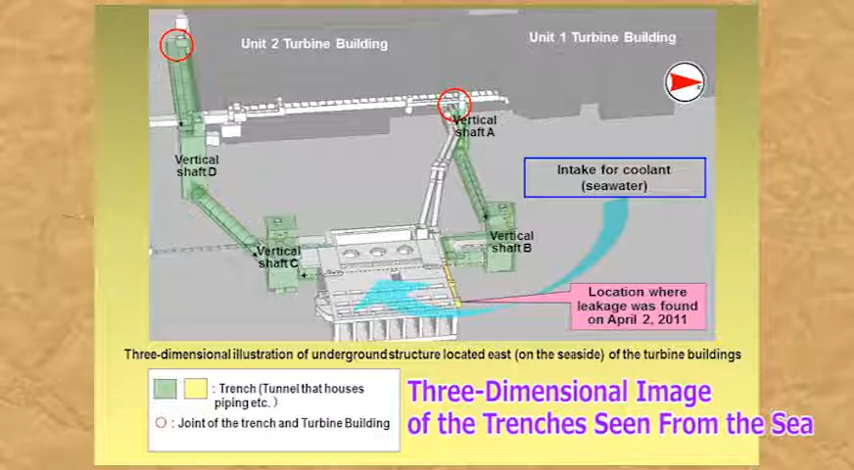 Unit 2 Turbine Building
Unit 1 Turbine Building
Vertical
shaft A
Vertical
shaft D
Intake for coolant
(seawater)
Vertical
shaft B
Vertical
shaft C
Location where
leakage was found
on April 2, 2011
Three-dimensional illustration of underground structure located east (on the seaside) of the turbine buildings
: Trench (Tunnel that houses
piping etc. )
: Joint of the trench and Turbine Building
Three-Dimensional Image
of the Trenches Seen From the Sea